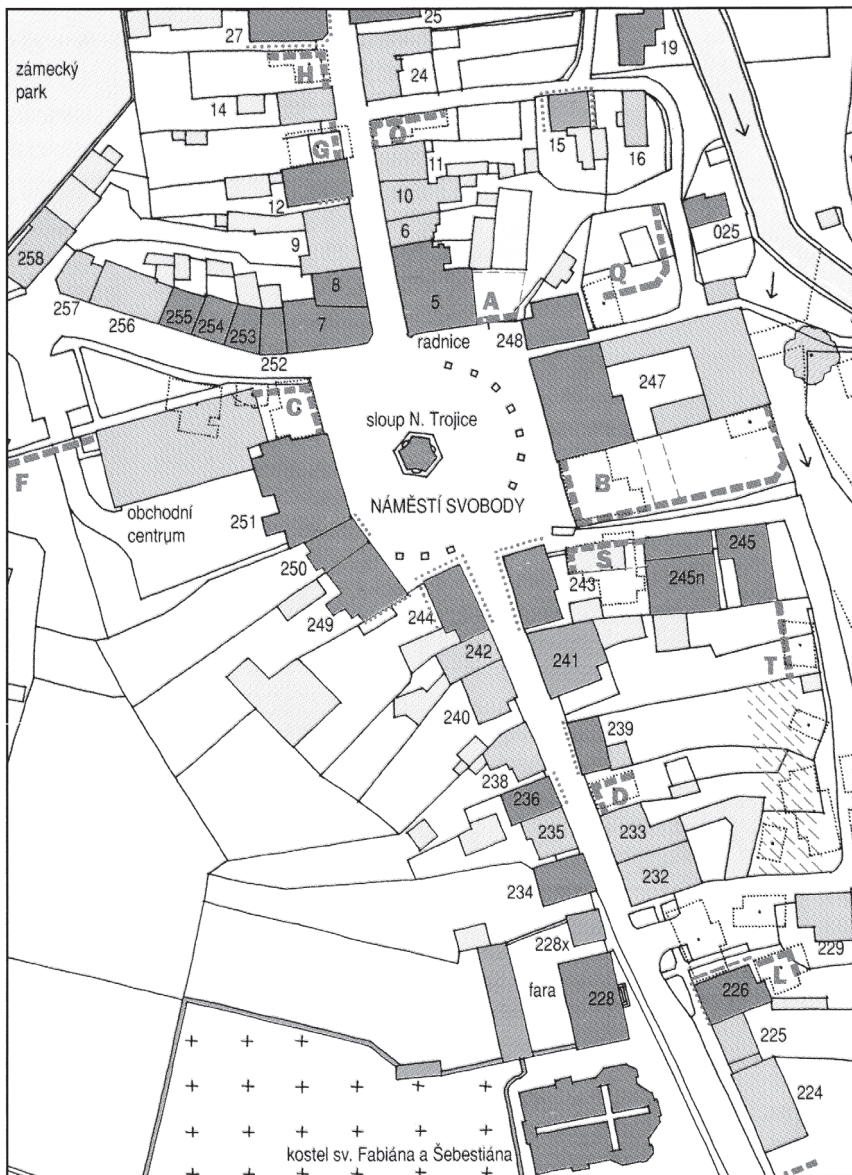 27
25
19
zámecký
park
H
24
14
O
15
16
G
11
12
10
025
258
9
6
Q
257
8
256
255
254
253
7
5
A
248
radnice
252
247
C
sloup N. Trojice
F
B
NÁMĚSTÍ SVOBODY
obchodní
centrum
251
250
S
243
245n
245
249
244
242
241
T
240
239
238
236
D
235
233
234
232
228x
229
fara
228
226
L
225
224
kostel sv. Fabiána a Šebestiána